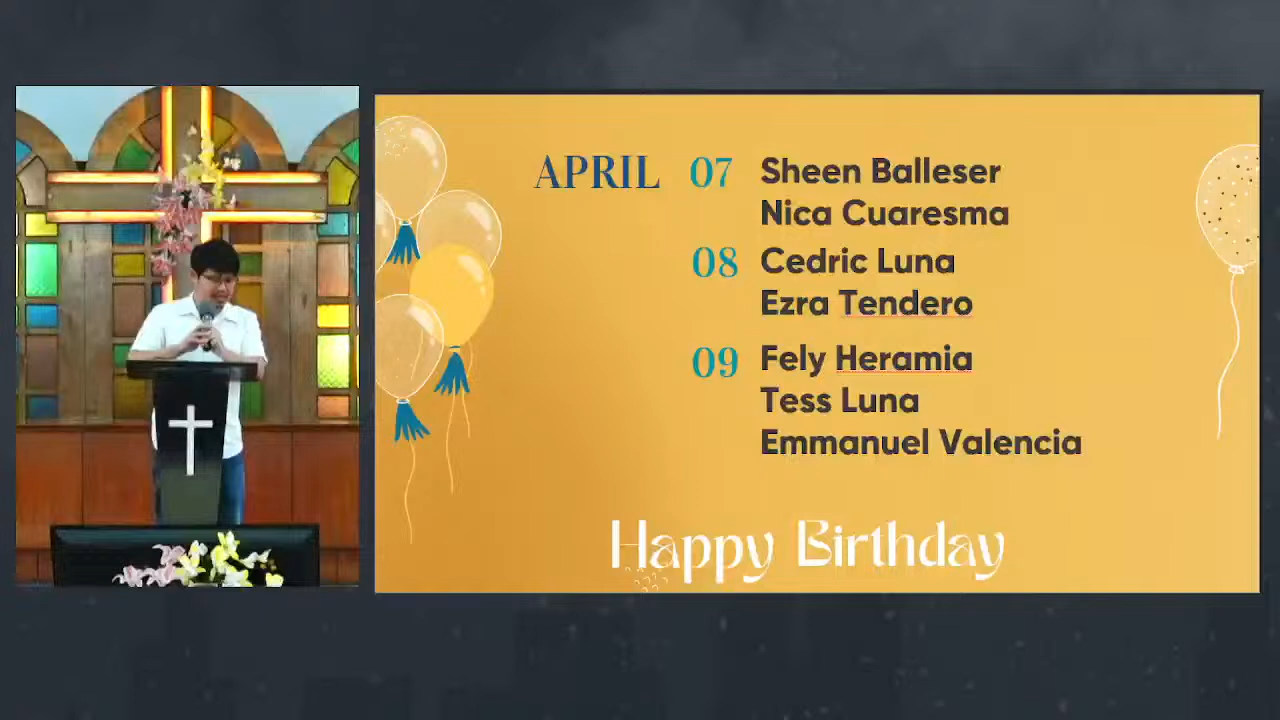 APRIL 07 Sheen Balleser
Nica Cuaresma
08 Cedric Luna
Ezra Tendero
09 Fely Heramia
Tess Luna
Emmanuel Valencia
Happy Birthday